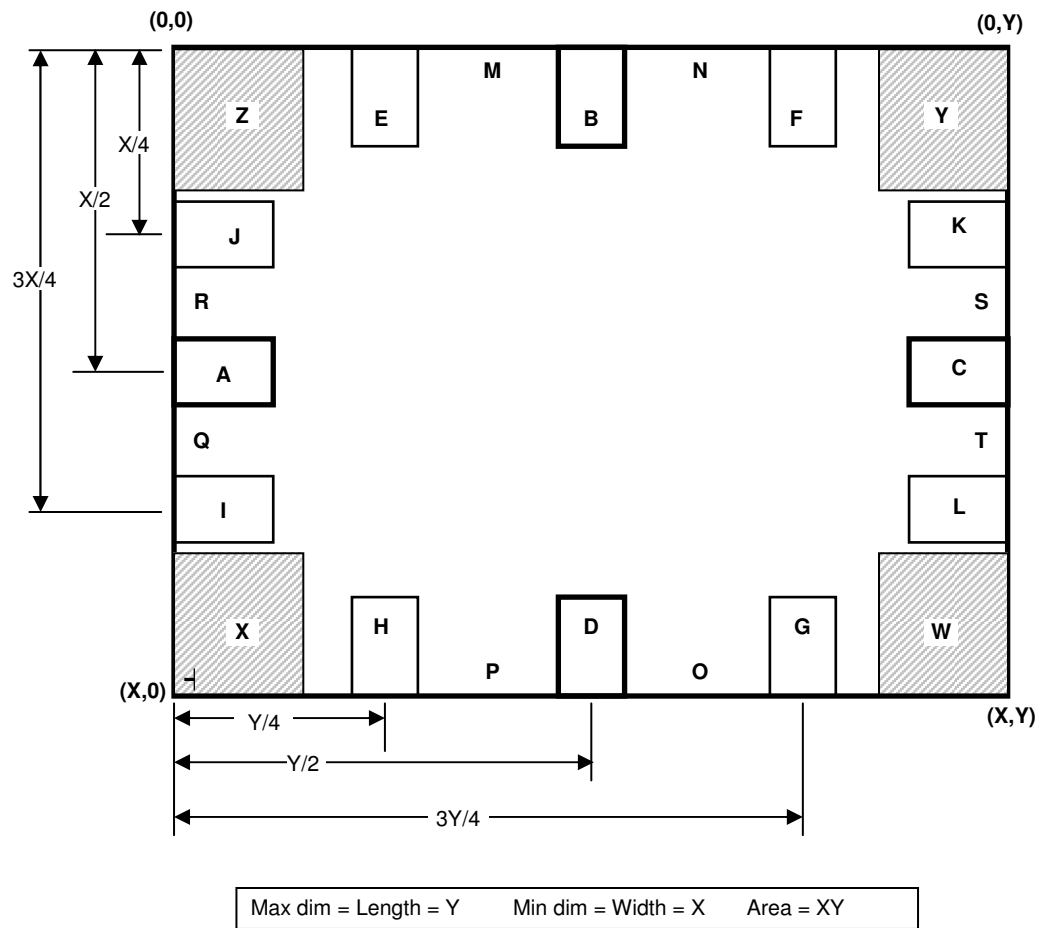 (0,0) (0,Y)
M N
Z E B F Y
X/4
X/2
J K
3X/4
R S
A C
Q T
I L
X H D G W
P O
(X,0)
(X,Y)
Y/4
Y/2
3Y/4
Max dim = Length = Y Min dim = Width = X Area = XY